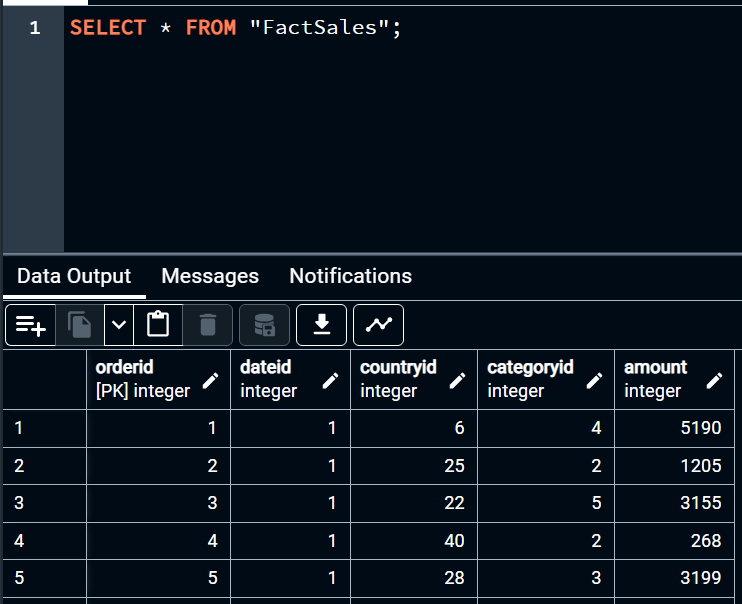 1 SELECT * FROM "FactSales";
Data Output Messages Notifications
orderid dateid countryid categoryid amount
[PK] integer integer integer integer integer
1 1 1 6 4 5190
2 2 1 25 2 1205
3 3 1 22 5 3155
4 4 1 40 2 268
5 5 1 28 3 3199